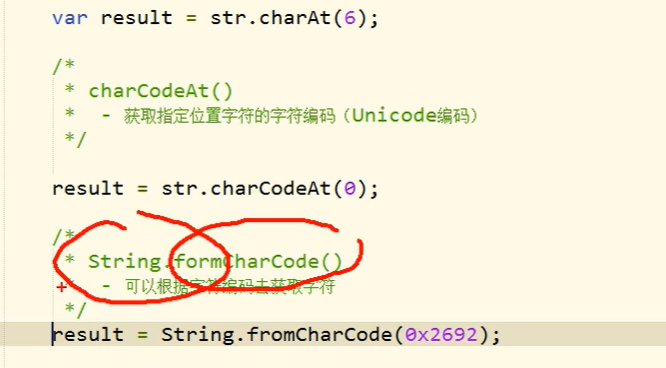 var result = str.charAt(6);
/*
* charCodeAt()
* - 获取指定位置字符的字符编码（Unicode编码）
*/
result = str.charCodeAt(0);
/*
* String.formCharCode()
* - 可以根据字符编码去获取字符
*/
result = String.fromCharCode(0x2692);